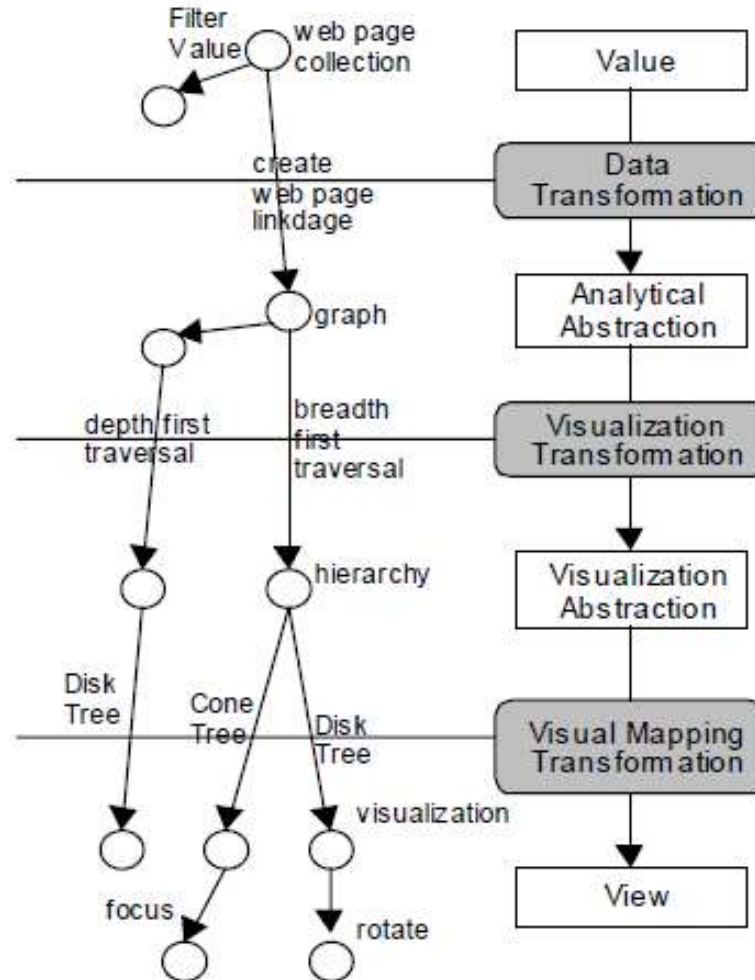 Filter
Value
web page
collection
Value
create
web page
linkdage
Data
Transformation
graph
Analytical
Abstraction
depth first
traversal
breadth
first
traversal
Visualization
Transformation
hierarchy
Visualization
Abstraction
Disk
Tree
Cone
Tree
Disk
Tree
Visual Mapping
Transformation
visualization
focus
rotate
View